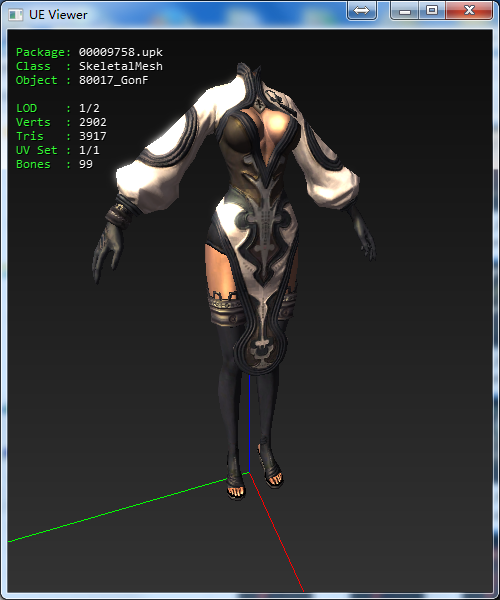 UE Viewer
Package: 00009758.upk
Class : SkeletalMesh
Object : 80017_GonF
LOD : 1/2
Verts : 2902
Tris : 3917
UV Set : 1/1
Bones : 99